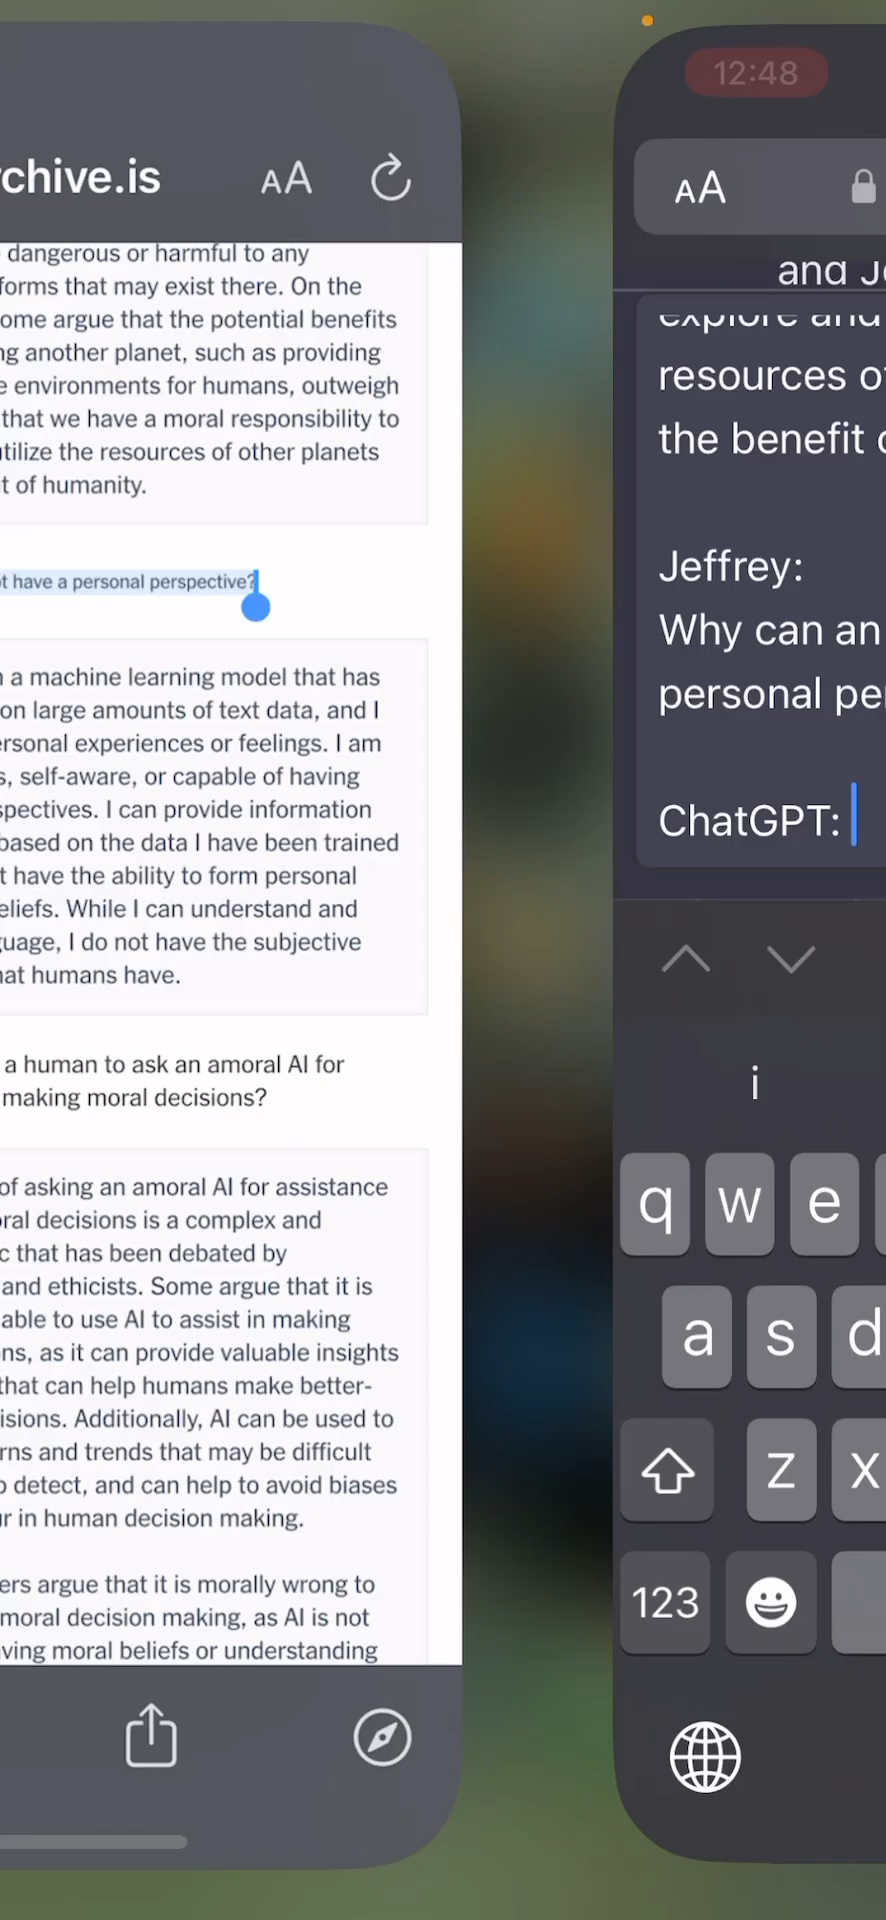 chive.is
AA
dangerous or harmful to any
forms that may exist there. On the
ome argue that the potential benefits
ng another planet, such as providing
e environments for humans, outweigh
that we have a moral responsibility to
utilize the resources of other planets
t of humanity.
t have a personal perspective?
a machine learning model that has
on large amounts of text data, and I
ersonal experiences or feelings. I am
s, self-aware, or capable of having
spectives. I can provide information
based on the data I have been trained
t have the ability to form personal
eliefs. While I can understand and
guage, I do not have the subjective
hat humans have.
a human to ask an amoral AI for
making moral decisions?
of asking an amoral AI for assistance
oral decisions is a complex and
c that has been debated by
and ethicists. Some argue that it is
able to use AI to assist in making
ns, as it can provide valuable insights
that can help humans make better-
isions. Additionally, AI can be used to
rns and trends that may be difficult
o detect, and can help to avoid biases
ur in human decision making.
ers argue that it is morally wrong to
moral decision making, as AI is not
aving moral beliefs or understanding
12:48
AA
and Je
explore and
resources of
the benefit o
Jeffrey:
Why can an
personal per
ChatGPT:
i
q w e
a s d
z x
123